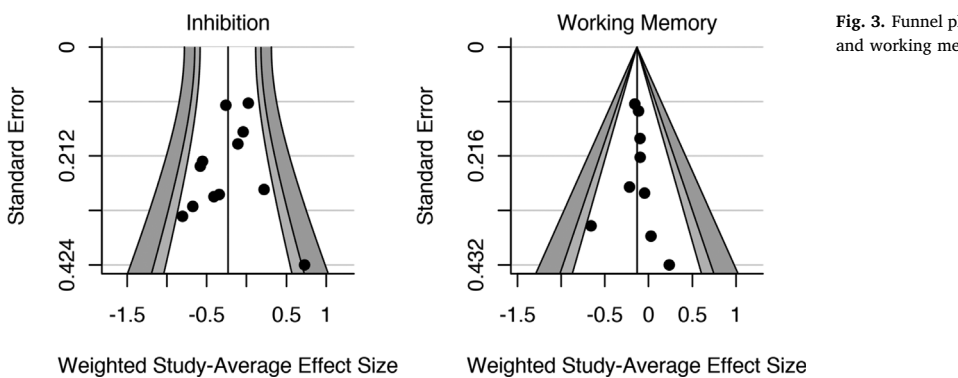 Inhibition
Standard Error
0
0.212
0.424
-1.5
-0.5
0.5
1
Weighted Study-Average Effect Size
Working Memory
Standard Error
0
0.216
0.432
-1.5
-0.5
0
0.5
1
Weighted Study-Average Effect Size
Fig. 3. Funnel
and working